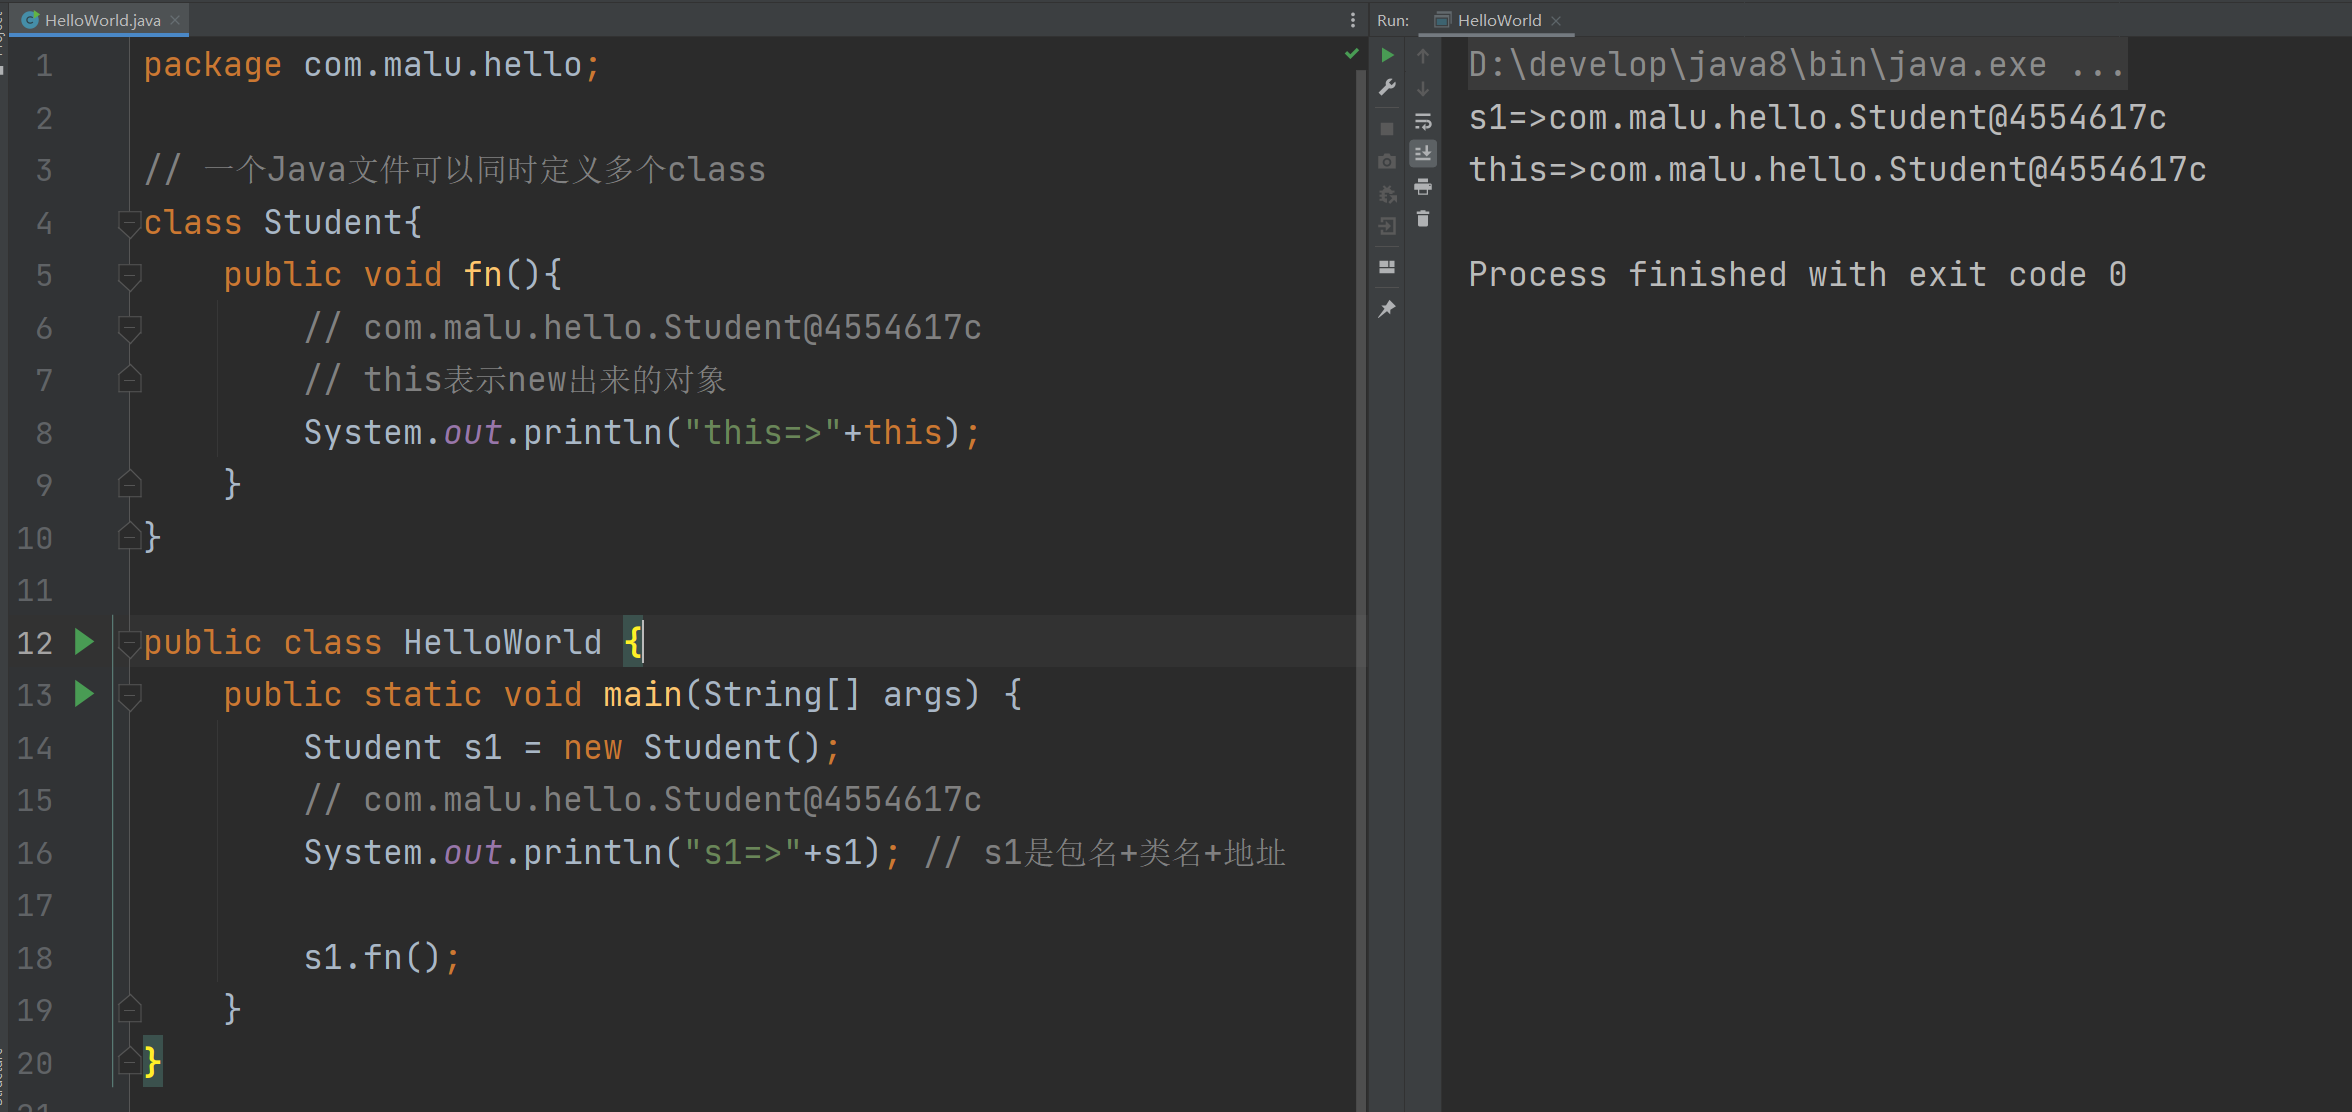 HelloWorld.java
1 package com.malu.hello;
2
3 // 一个Java文件可以同时定义多个class
4 class Student{
5 public void fn(){
6 // com.malu.hello.Student@4554617c
7 // this表示new出来的对象
8 System.out.println("this=>"+this);
9 }
10 }
11
12 public class HelloWorld {
13 public static void main(String[] args) {
14 Student s1 = new Student();
15 // com.malu.hello.Student@4554617c
16 System.out.println("s1=>"+s1); // s1是包名+类名+地址
17
18 s1.fn();
19 }
20 }
Run: HelloWorld
D:\develop\java8\bin\java.exe ...
s1=>com.malu.hello.Student@4554617c
this=>com.malu.hello.Student@4554617c
Process finished with exit code 0